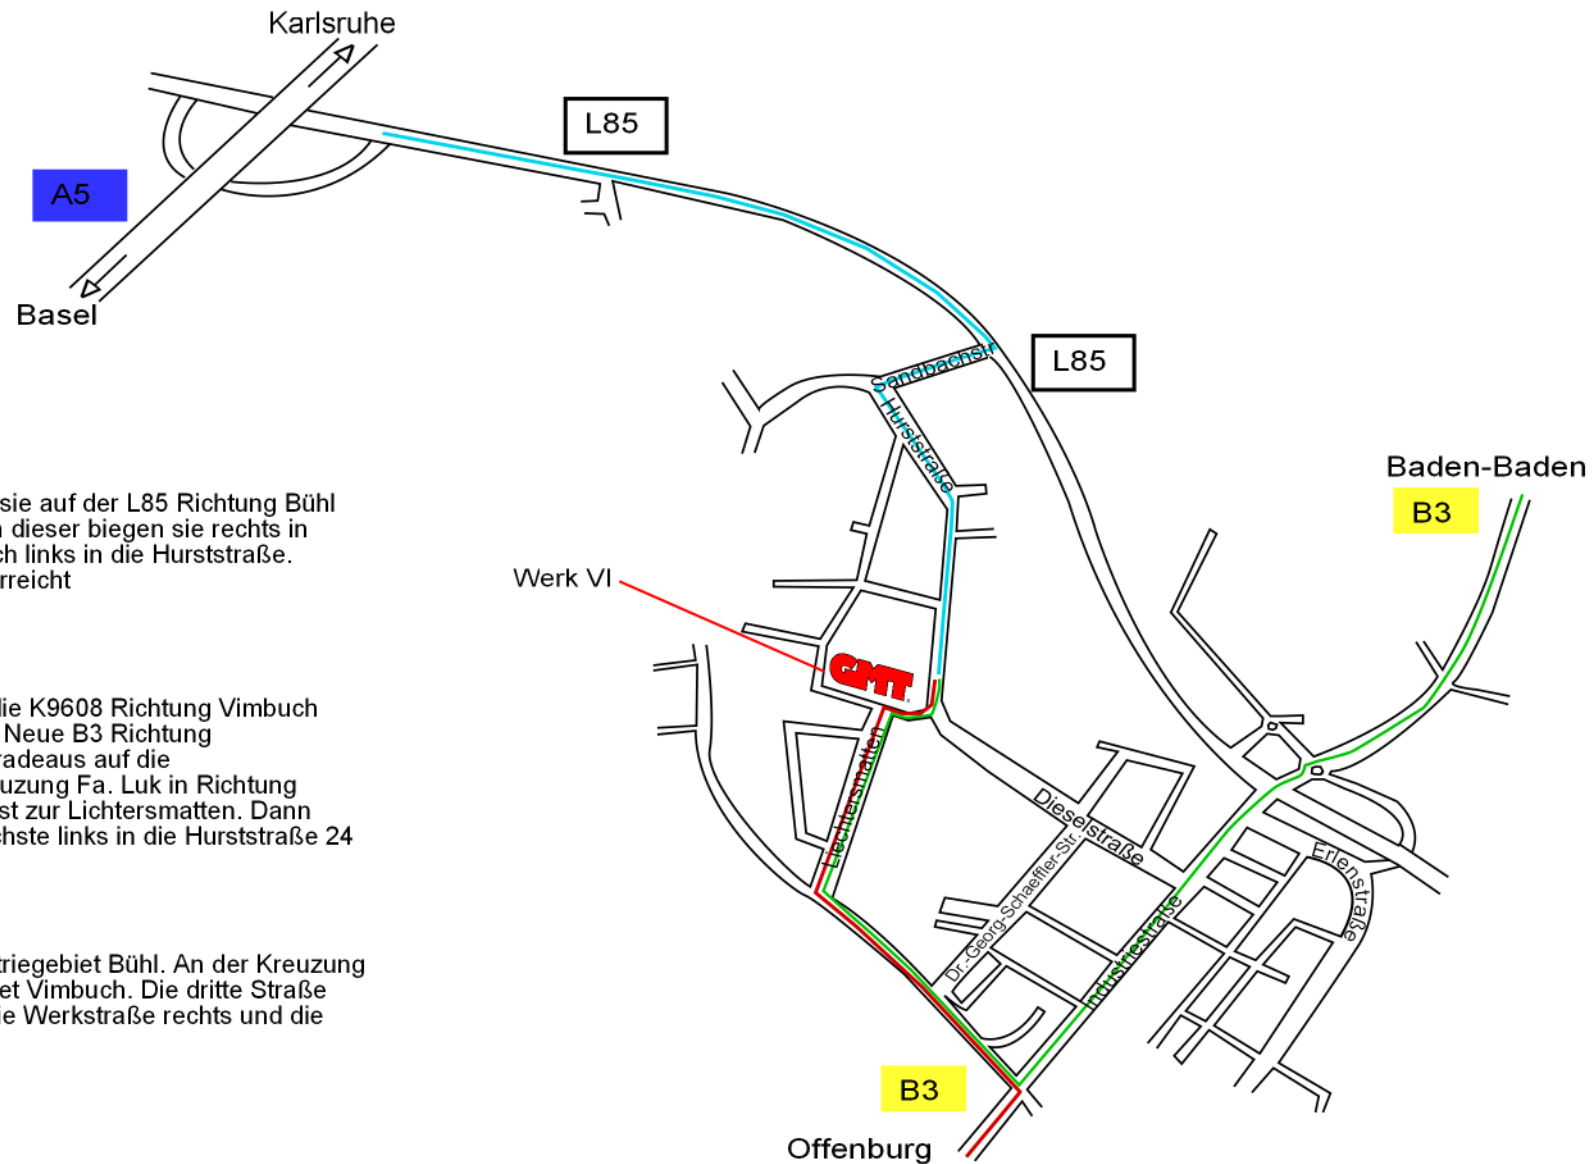 Karlsruhe
L85
A5
Basel
L85
Sandbachstr.
Hurststraße
Baden-Baden
B3
sie auf der L85 Richtung Bühl
dieser biegen sie rechts in
ch links in die Hurststraße.
rreicht
Werk VI
GMT
die K9608 Richtung Vimbuch
Neue B3 Richtung
radeaus auf die
uzung Fa. Luk in Richtung
st zur Lichtersmatten. Dann
chste links in die Hurststraße 24
Liechtersmatten
Dieselstraße
Dr.-Georg-Schaeffler-Str.
Erlenstraße
Industriestraße
triegebiet Bühl. An der Kreuzung
et Vimbuch. Die dritte Straße
ie Werkstraße rechts und die
B3
Offenburg